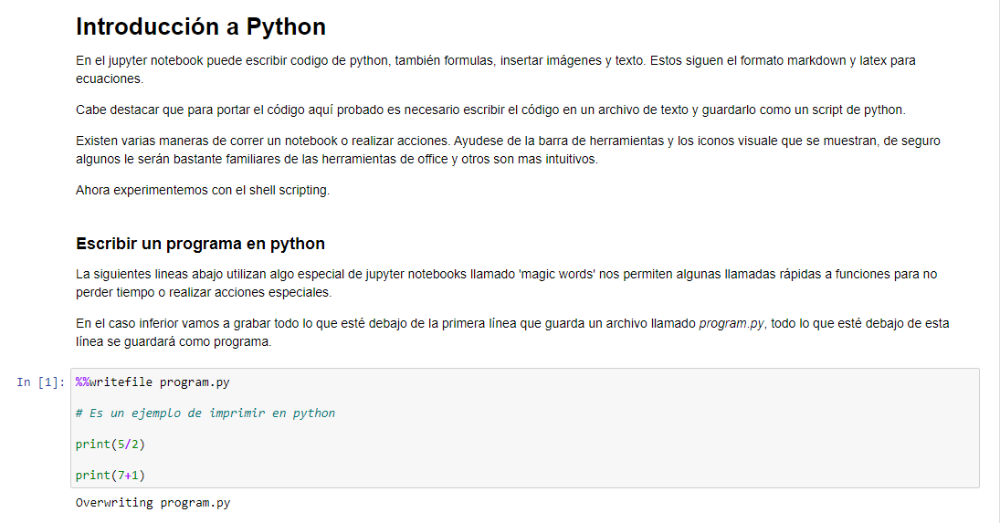 Introducción a Python
En el jupyter notebook puede escribir codigo de python, también formulas, insertar imágenes y texto. Estos siguen el formato markdown y latex para
ecuaciones.
Cabe destacar que para portar el código aquí probado es necesario escribir el código en un archivo de texto y guardarlo como un script de python.
Existen varias maneras de correr un notebook o realizar acciones. Ayudese de la barra de herramientas y los iconos visuale que se muestran, de seguro
algunos le serán bastante familiares de las herramientas de office y otros son mas intuitivos.
Ahora experimentemos con el shell scripting.
Escribir un programa en python
La siguientes lineas abajo utilizan algo especial de jupyter notebooks llamado 'magic words' nos permiten algunas llamadas rápidas a funciones para no
perder tiempo o realizar acciones especiales.
En el caso inferior vamos a grabar todo lo que esté debajo de la primera línea que guarda un archivo llamado program.py, todo lo que esté debajo de esta
línea se guardará como programa.
In [1]: %%writefile program.py
# Es un ejemplo de imprimir en python
print(5/2)
print(7+1)
Overwriting program.py